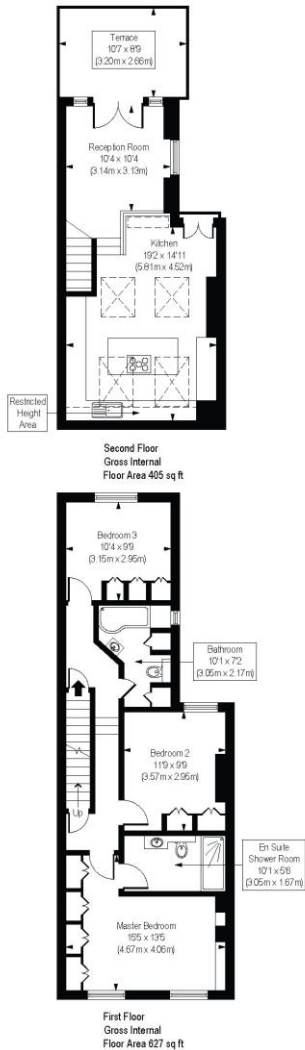 Terrace
10'7 x 8'9
(3.20m x 2.66m)
Reception Room
10'4 x 10'4
(3.14m x 3.13m)
Kitchen
19'2 x 14'11
(5.81m x 4.52m)
Restricted
Height
Area
Second Floor
Gross Internal
Floor Area 405 sq ft
Bedroom 3
10'4 x 9'9
(3.15m x 2.95m)
Bathroom
10'1 x 7'2
(3.05m x 2.17m)
Bedroom 2
11'9 x 9'9
(3.57m x 2.95m)
Up
En Suite
Shower Room
10'1 x 5'6
(3.05m x 1.67m)
Master Bedroom
15'5 x 13'5
(4.67m x 4.06m)
First Floor
Gross Internal
Floor Area 627 sq ft